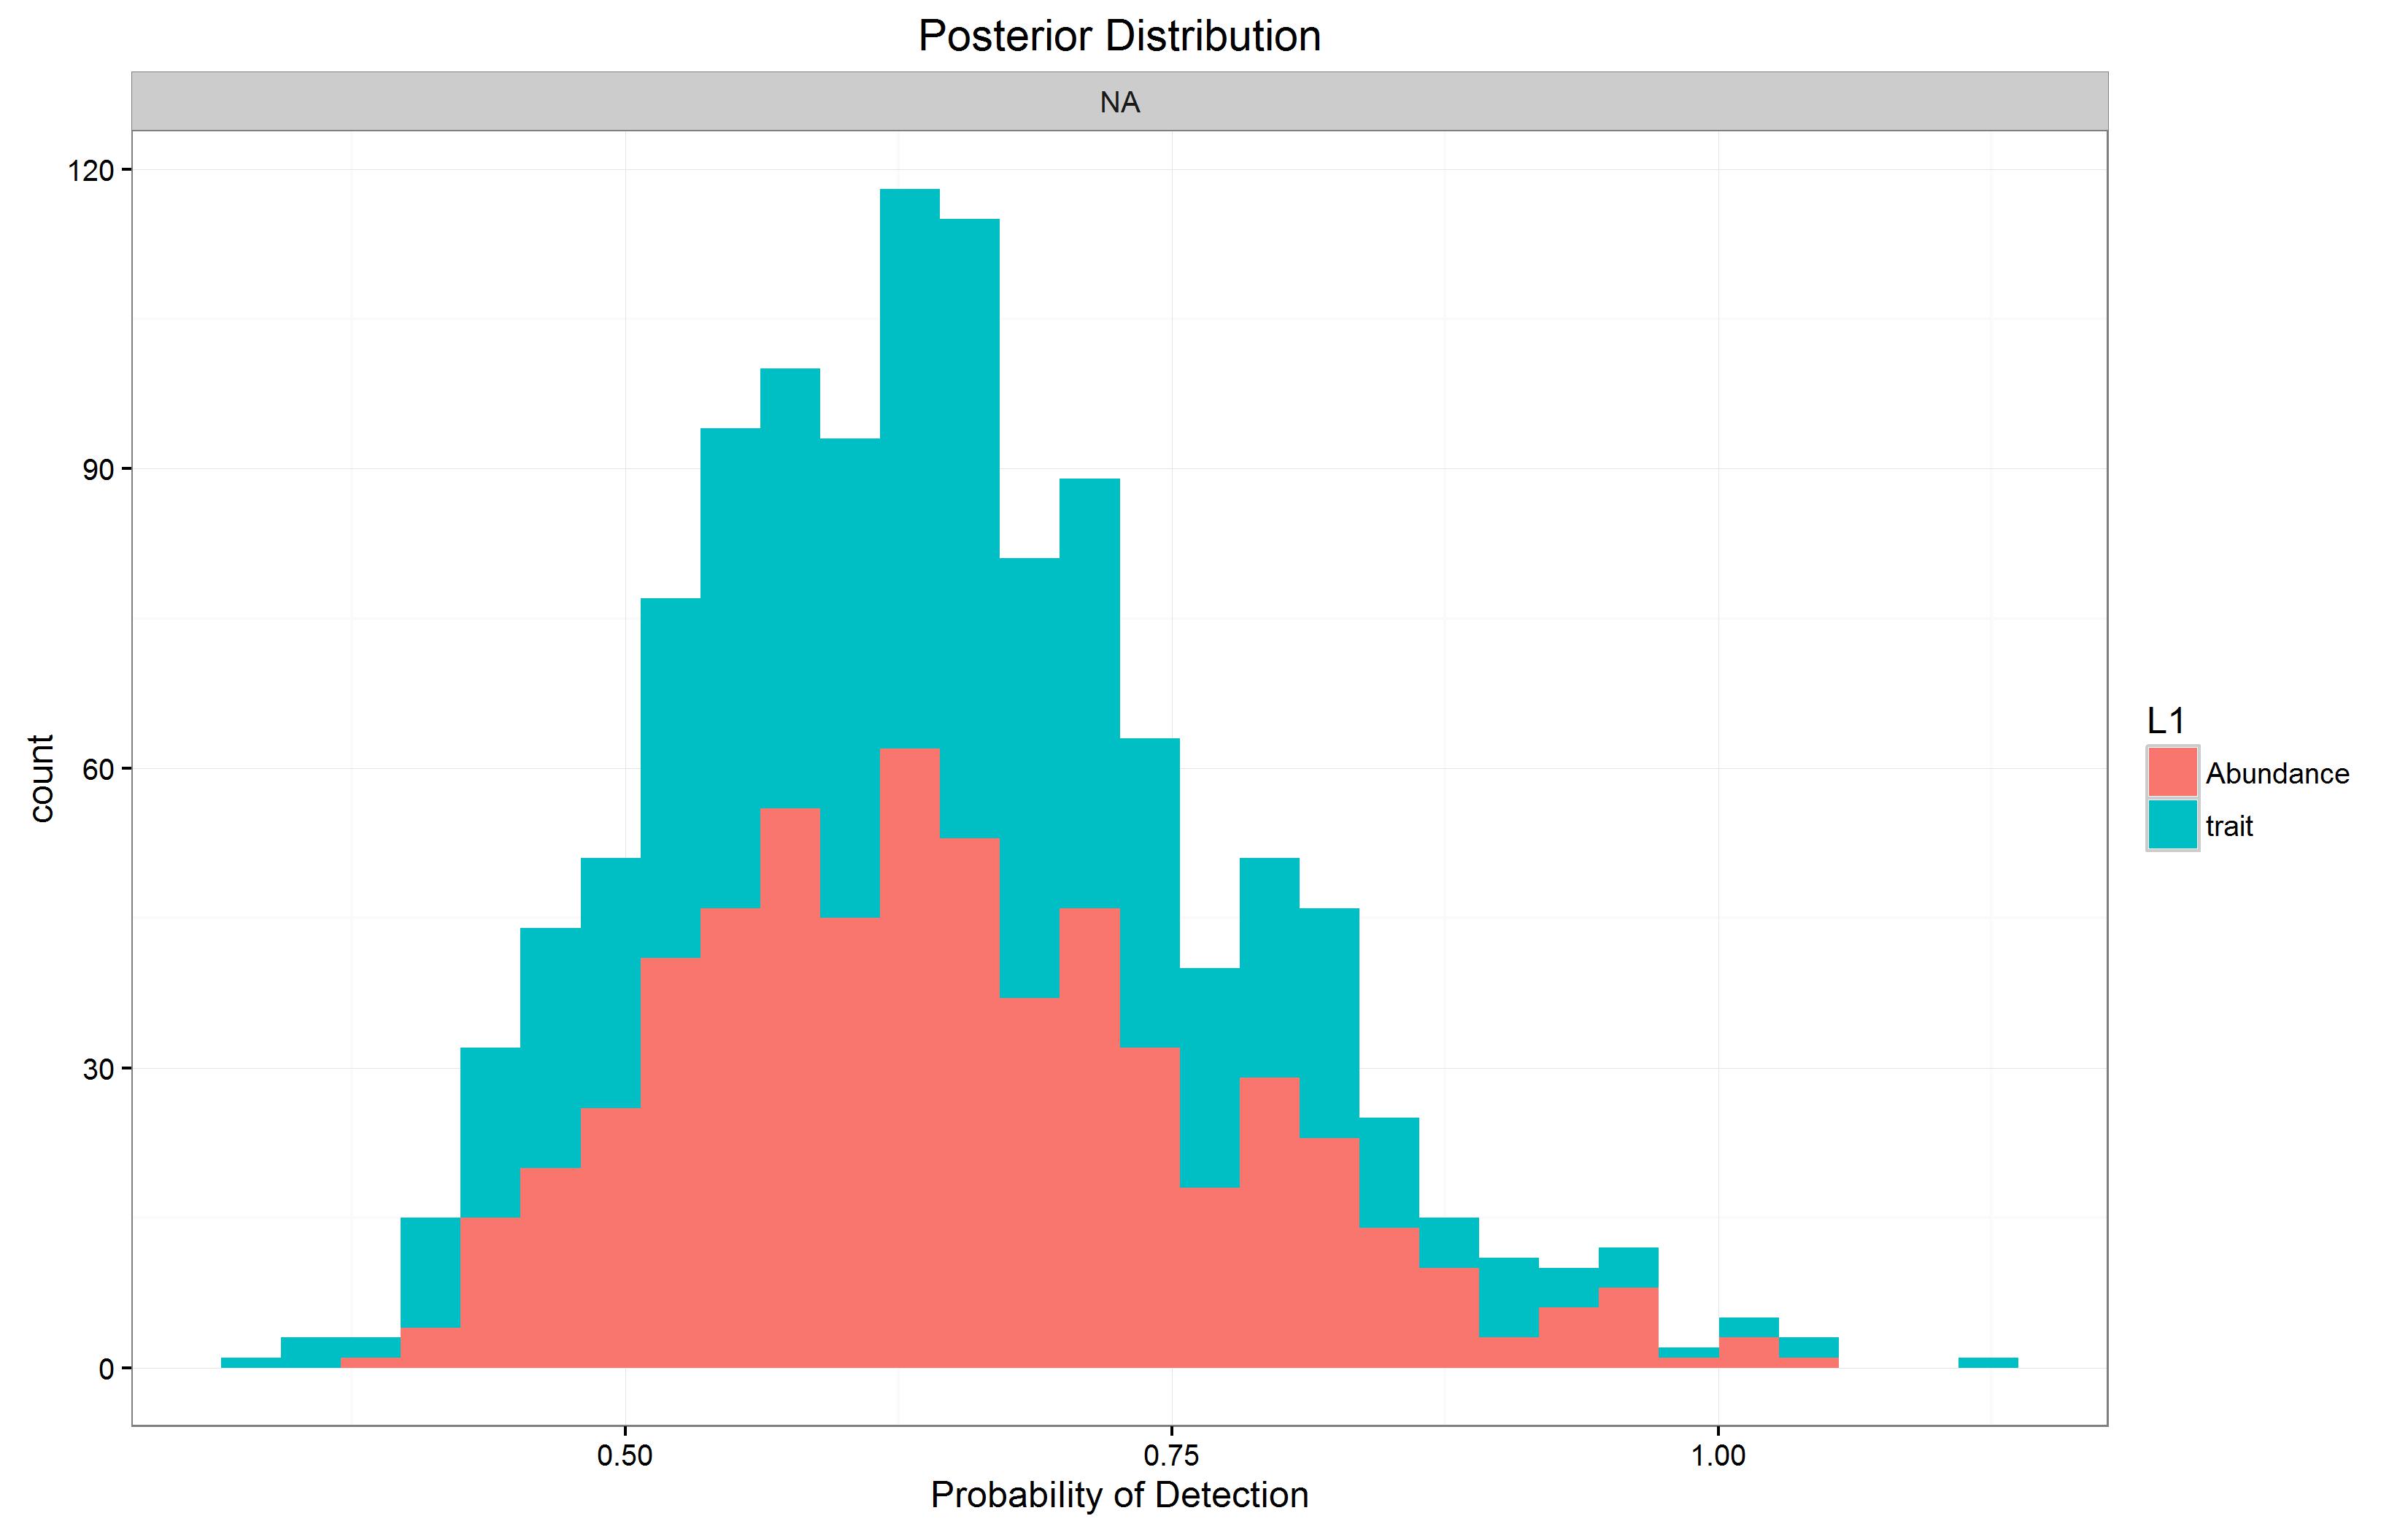 Posterior Distribution
NA
120
90
60
30
0
count
0.50 0.75 1.00
Probability of Detection
L1
Abundance
trait